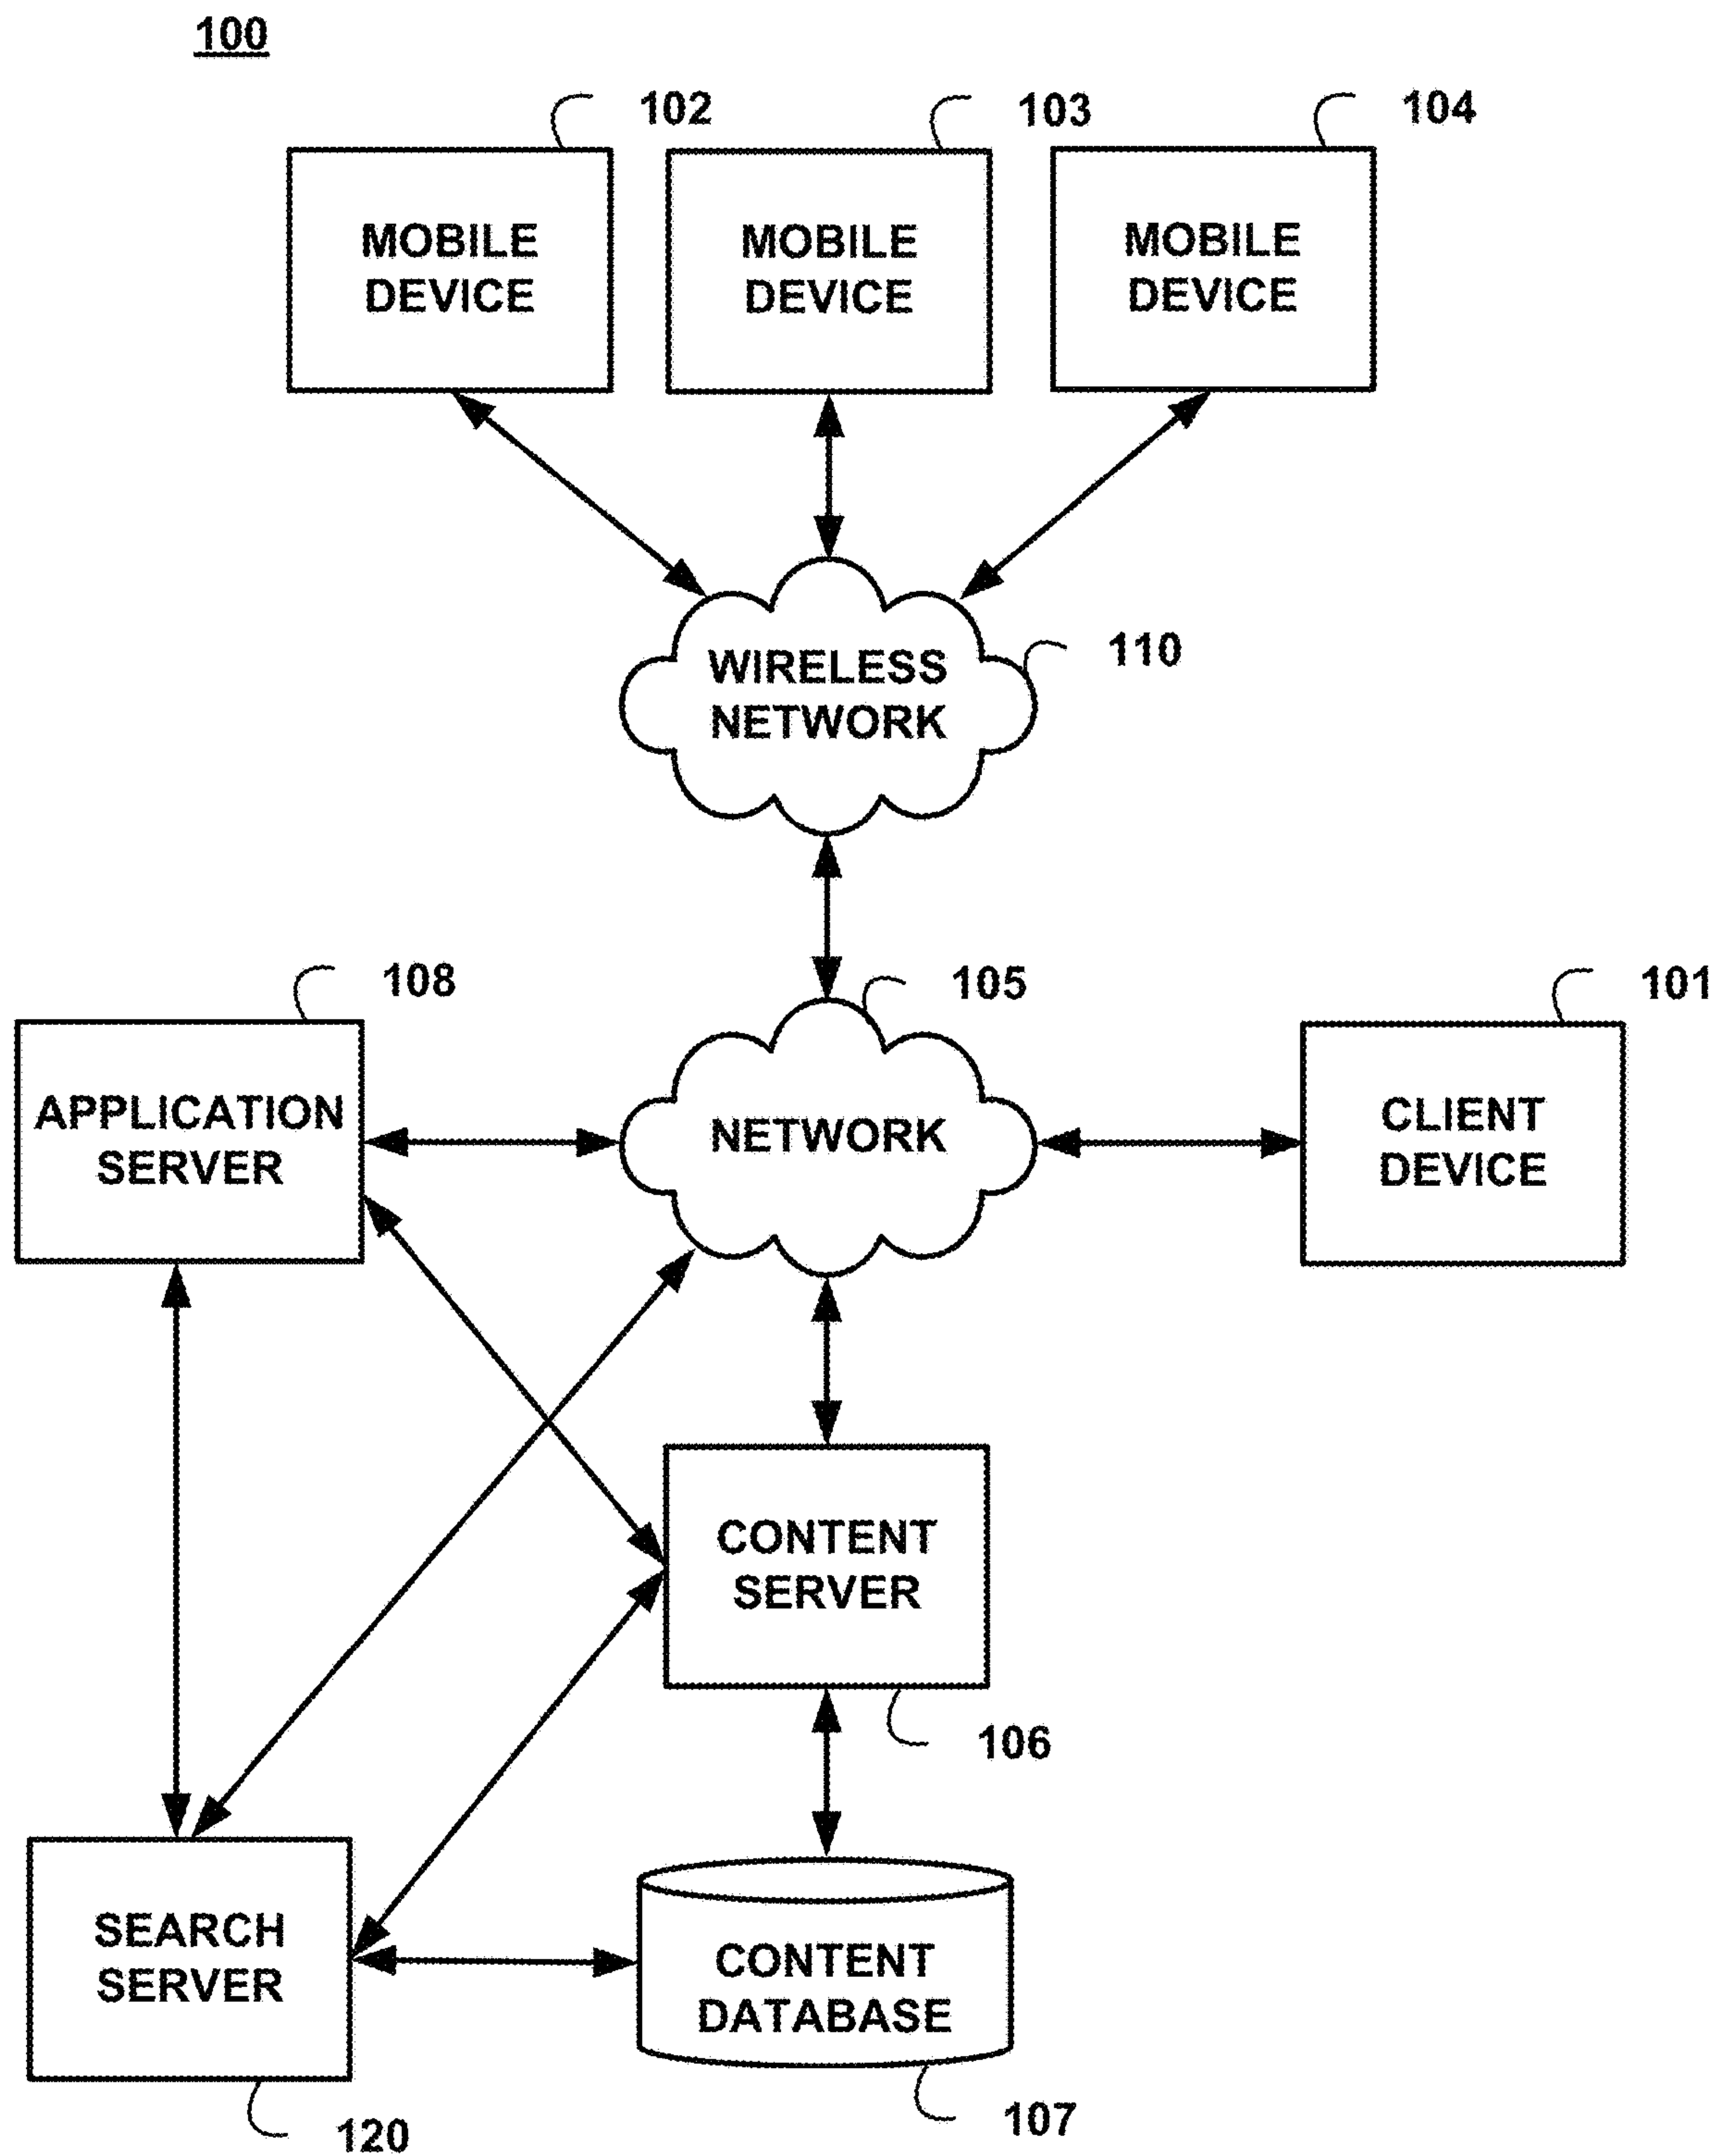 100
102
103
104
MOBILE
DEVICE
MOBILE
DEVICE
MOBILE
DEVICE
WIRELESS
NETWORK
110
108
105
101
APPLICATION
SERVER
NETWORK
CLIENT
DEVICE
CONTENT
SERVER
106
SEARCH
SERVER
CONTENT
DATABASE
120
107